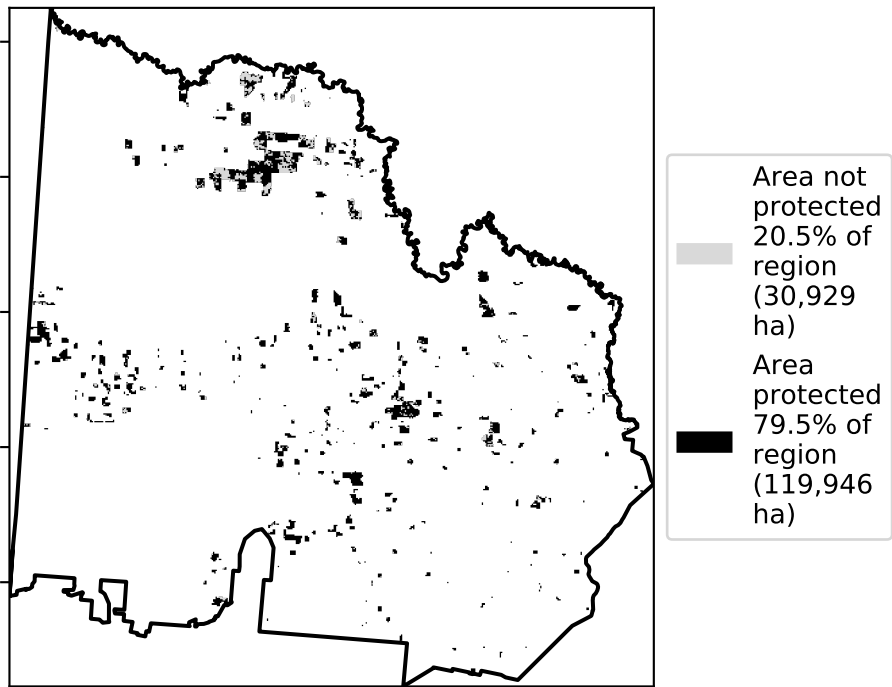 Area not
protected
20.5% of
region
(30,929
ha)
Area
protected
79.5% of
region
(119,946
ha)